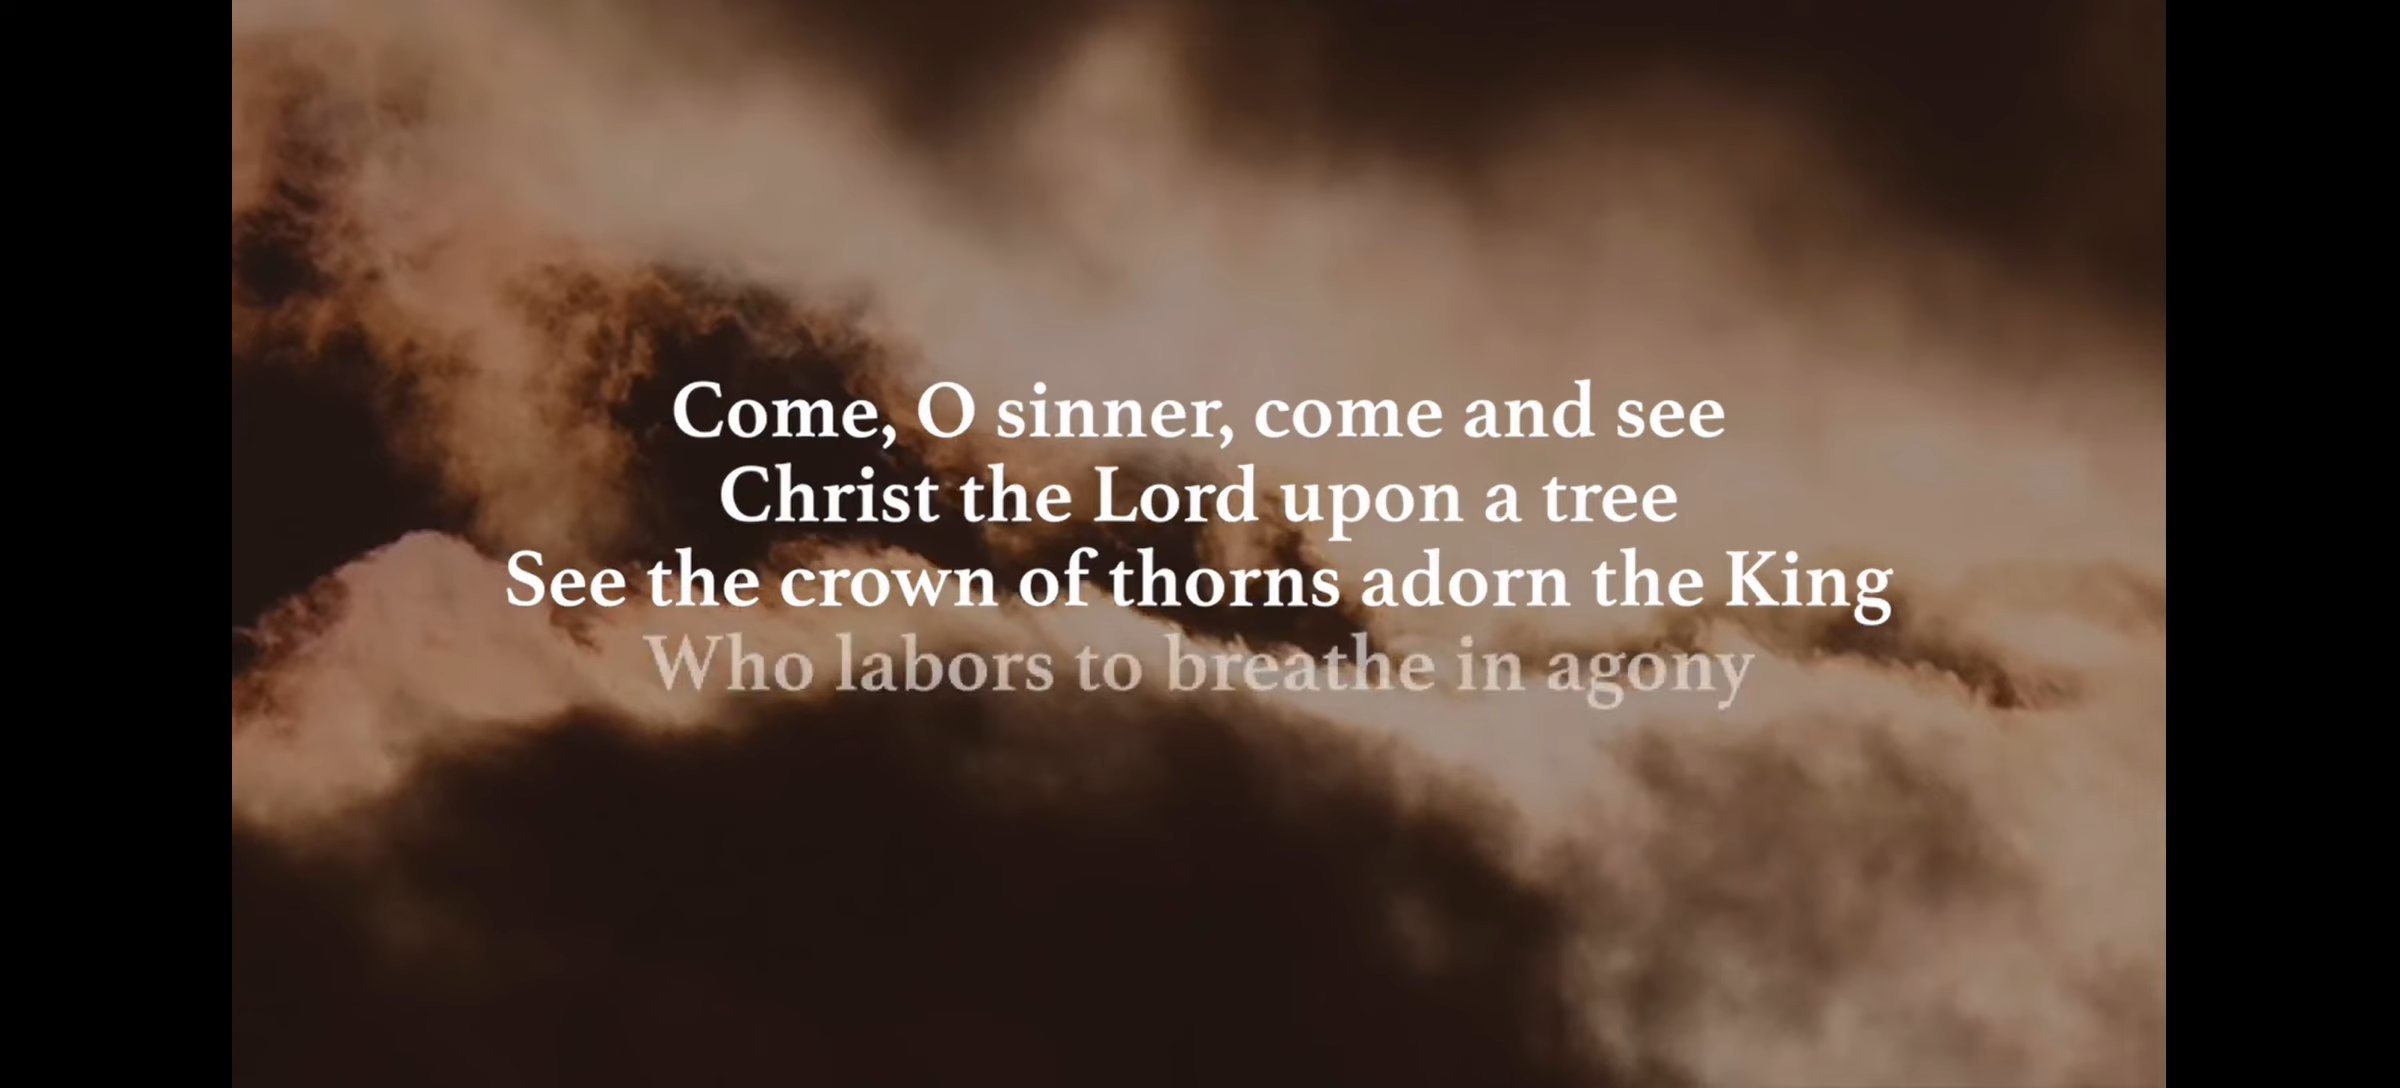 Come, O sinner, come and see
Christ the Lord upon a tree
See the crown of thorns adorn the King
Who labors to breathe in agony